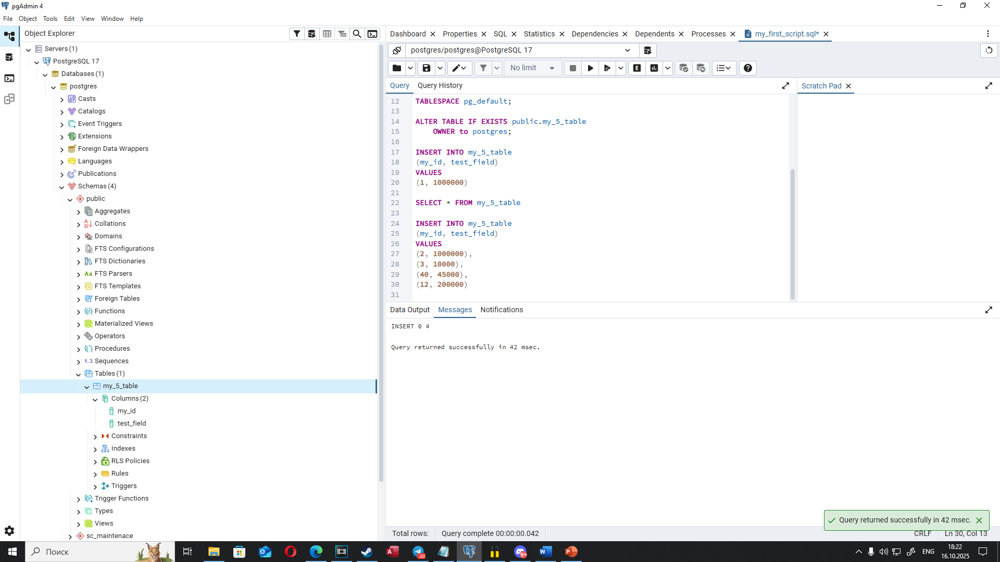 pgAdmin 4
File Object Tools Edit View Window Help
Object Explorer
Servers (1)
PostgreSQL 17
Databases (1)
postgres
Casts
Catalogs
Event Triggers
Extensions
Foreign Data Wrappers
Languages
Publications
Schemas (4)
public
Aggregates
Collations
Domains
FTS Configurations
FTS Dictionaries
Aa FTS Parsers
FTS Templates
Foreign Tables
Functions
Materialized Views
Operators
Procedures
1..3 Sequences
Tables (1)
my_5_table
Columns (2)
my_id
test_field
Constraints
Indexes
RLS Policies
Rules
Triggers
Trigger Functions
Types
Views
sc_maintenace
Dashboard Properties SQL Statistics Dependencies Dependents Processes my_first_script.sql*
postgres/postgres@PostgreSQL 17
No limit
E
Query Query History
Scratch Pad
12 TABLESPACE pg_default;
13
14 ALTER TABLE IF EXISTS public.my_5_table
15 OWNER to postgres;
16
17 INSERT INTO my_5_table
18 (my_id, test_field)
19 VALUES
20 (1, 1000000)
21
22 SELECT * FROM my_5_table
23
24 INSERT INTO my_5_table
25 (my_id, test_field)
26 VALUES
27 (2, 1000000),
28 (3, 10000),
29 (40, 45000),
30 (12, 200000)
31
Data Output Messages Notifications
INSERT 0 4
Query returned successfully in 42 msec.
Query returned successfully in 42 msec.
Total rows: Query complete 00:00:00.042 CRLF Ln 30, Col 13
Поиск
ENG
18:22
16.10.2025